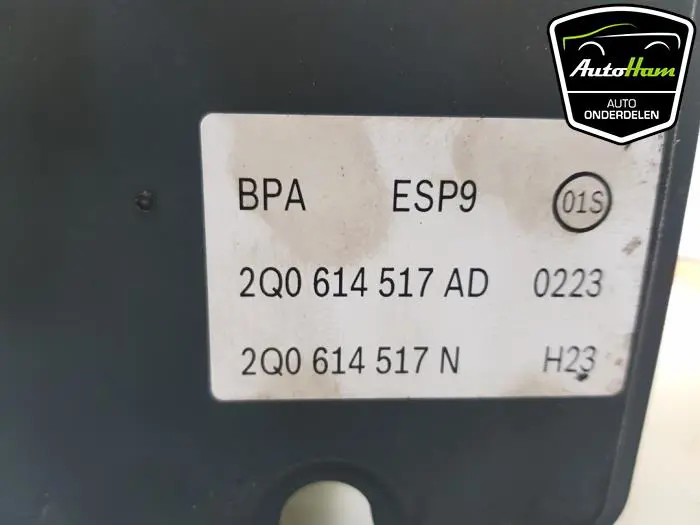 AutoHam
AUTO
ONDERDELEN
BPA ESP9 01S
2Q0 614 517 AD 0223
2Q0 614 517 N H23